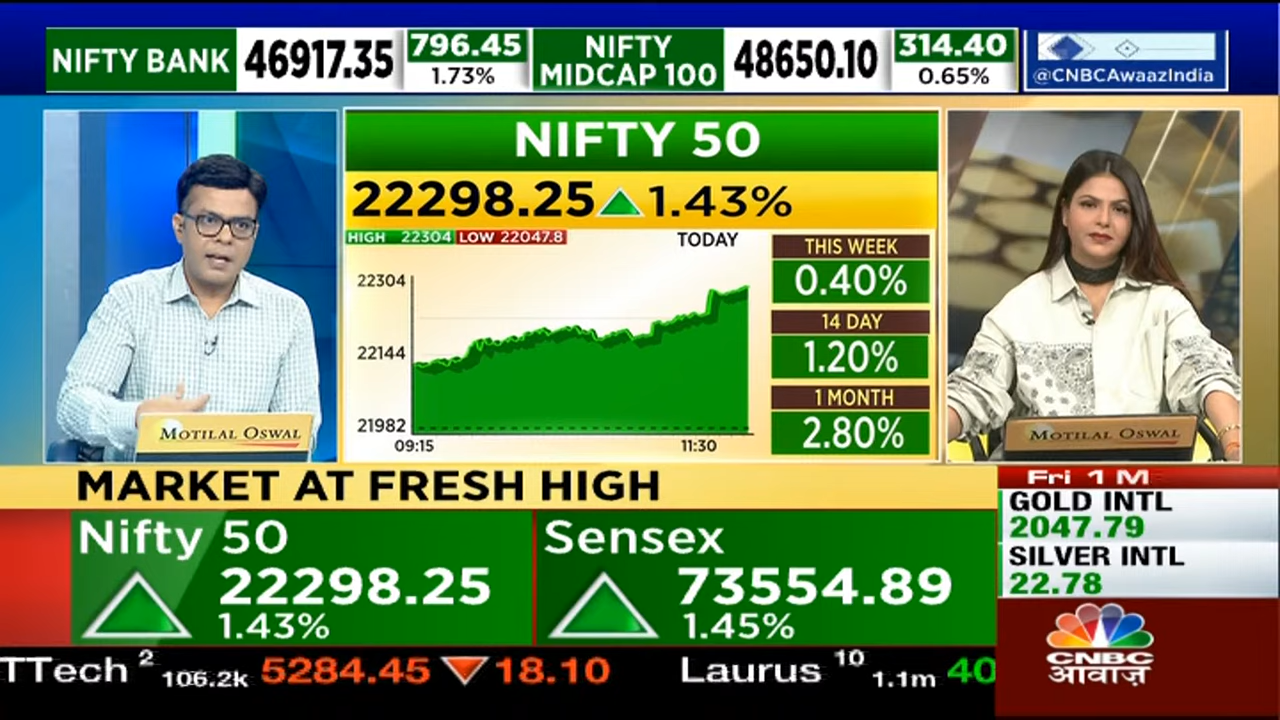 NIFTY BANK
46917.35
796.45
1.73%
NIFTY
MIDCAP 100
48650.10
314.40
0.65%
@CNBCAwaazIndia
NIFTY 50
22298.25 1.43%
HIGH 22304 LOW 22047.8
TODAY
22304
22144
21982
09:15
11:30
THIS WEEK
0.40%
14 DAY
1.20%
1 MONTH
2.80%
MOTILAL OSWAL
MOTILAL OSWAL
MARKET AT FRESH HIGH
Nifty 50
22298.25
1.43%
Sensex
73554.89
1.45%
Fri 1 M
GOLD INTL
2047.79
SILVER INTL
22.78
CNBC
आवाज़
TTech 2 106.2k 5284.45 18.10 Laurus 10 1.1m 40